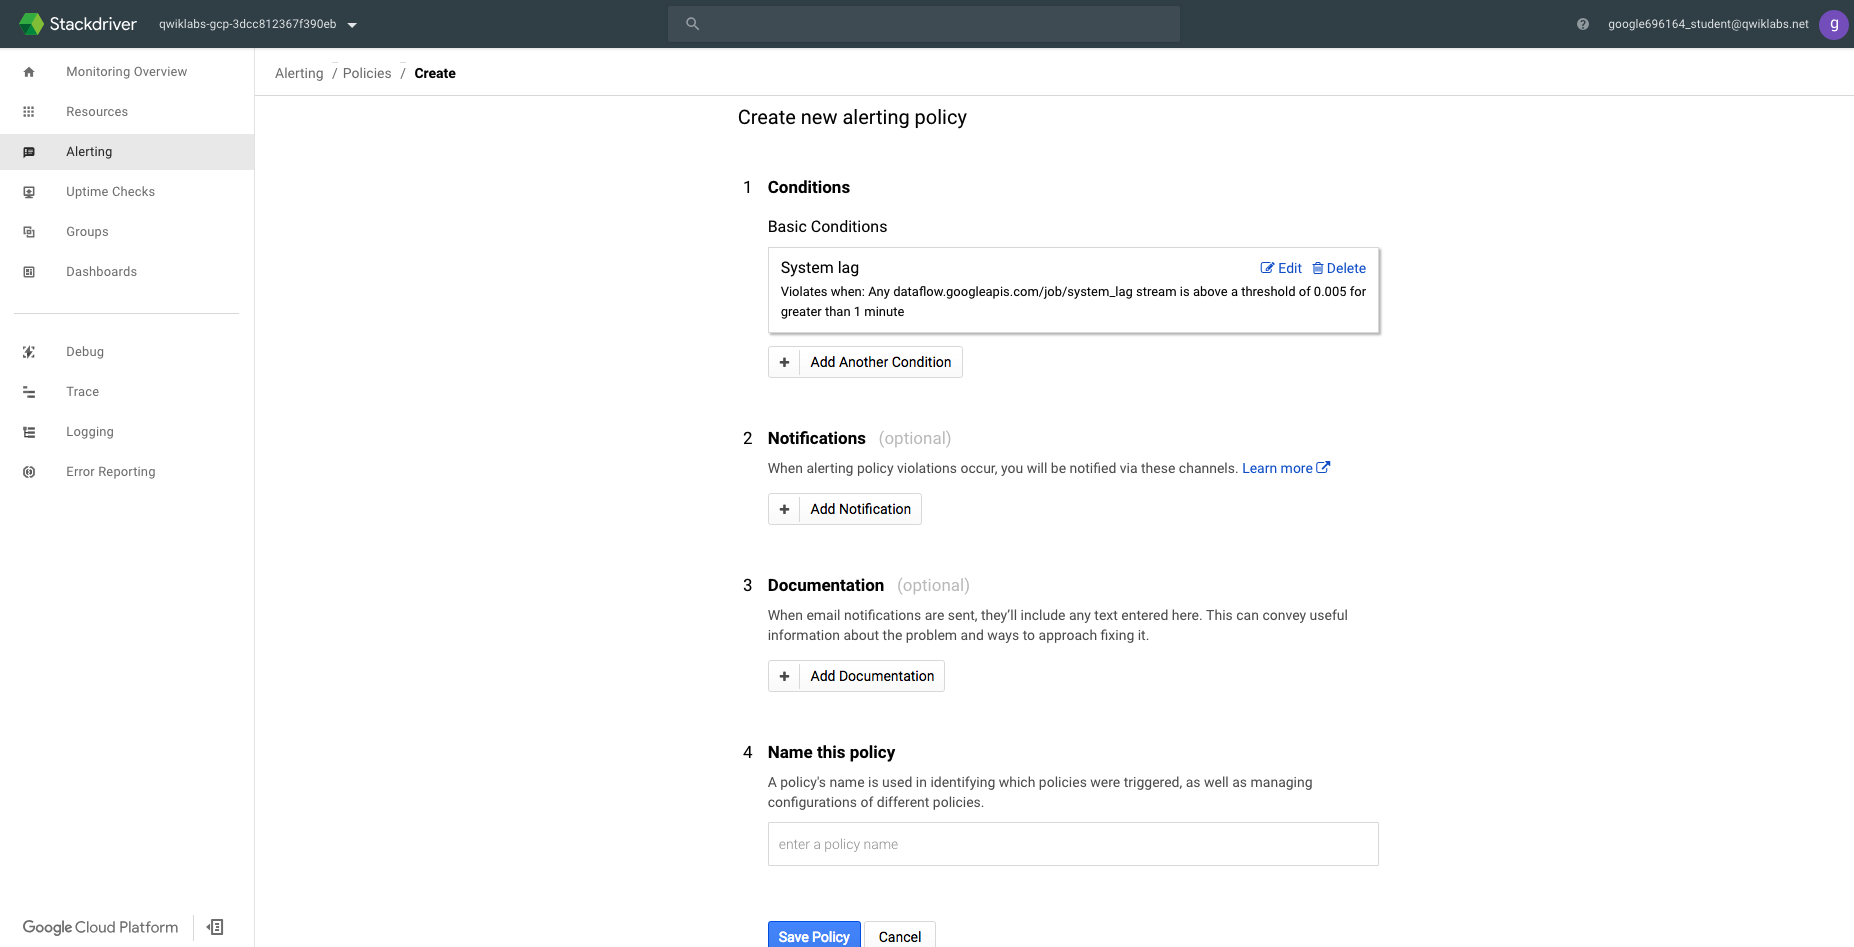 Stackdriver
qwiklabs-gcp-3dcc812367f390eb
google696164_student@qwiklabs.net
g
Monitoring Overview
Resources
Alerting
Uptime Checks
Groups
Dashboards
Debug
Trace
Logging
Error Reporting
Google Cloud Platform
Alerting / Policies / Create
Create new alerting policy
1 Conditions
Basic Conditions
System lag
Edit Delete
Violates when: Any dataflow.googleapis.com/job/system_lag stream is above a threshold of 0.005 for
greater than 1 minute
+ Add Another Condition
2 Notifications (optional)
When alerting policy violations occur, you will be notified via these channels. Learn more
+ Add Notification
3 Documentation (optional)
When email notifications are sent, they’ll include any text entered here. This can convey useful
information about the problem and ways to approach fixing it.
+ Add Documentation
4 Name this policy
A policy's name is used in identifying which policies were triggered, as well as managing
configurations of different policies.
enter a policy name
Save Policy Cancel